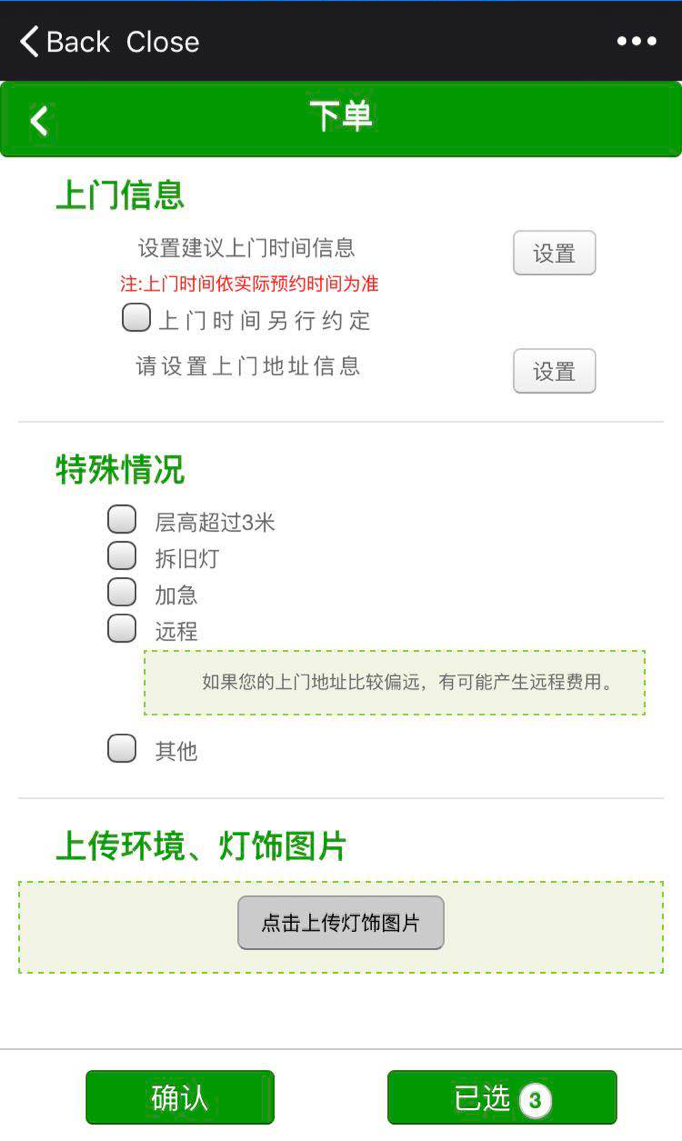 Back Close
下单
上门信息
设置建议上门时间信息
设置
注:上门时间依实际预约时间为准
上门时间另行约定
请设置上门地址信息
设置
特殊情况
层高超过3米
拆旧灯
加急
远程
如果您的上门地址比较偏远，有可能产生远程费用。
其他
上传环境、灯饰图片
点击上传灯饰图片
确认
已选 3